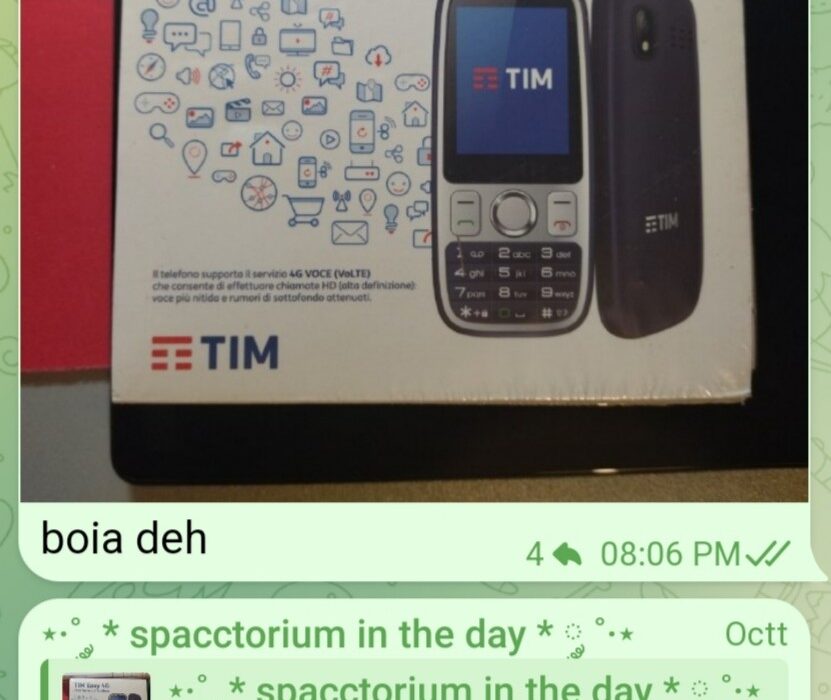 TIM
TIM
1 2 abc 3 def
4 ghi 5 jkl 6 mno
7 pqrs 8 tuv 9 wxyz
* + #
Il telefono supporta il servizio 4G VOCE (VoLTE)
che consente di effettuare chiamate HD (alta definizione):
voce più nitida e rumori di sottofondo attenuati.
TIM
boia deh
4 08:06 PM
⋆·˚ ༘ * spacctorium in the day * ༘ ˚·⋆ Octt
TIM Easy 4G
⋆·˚ * spacctorium in the day * ˚·⋆